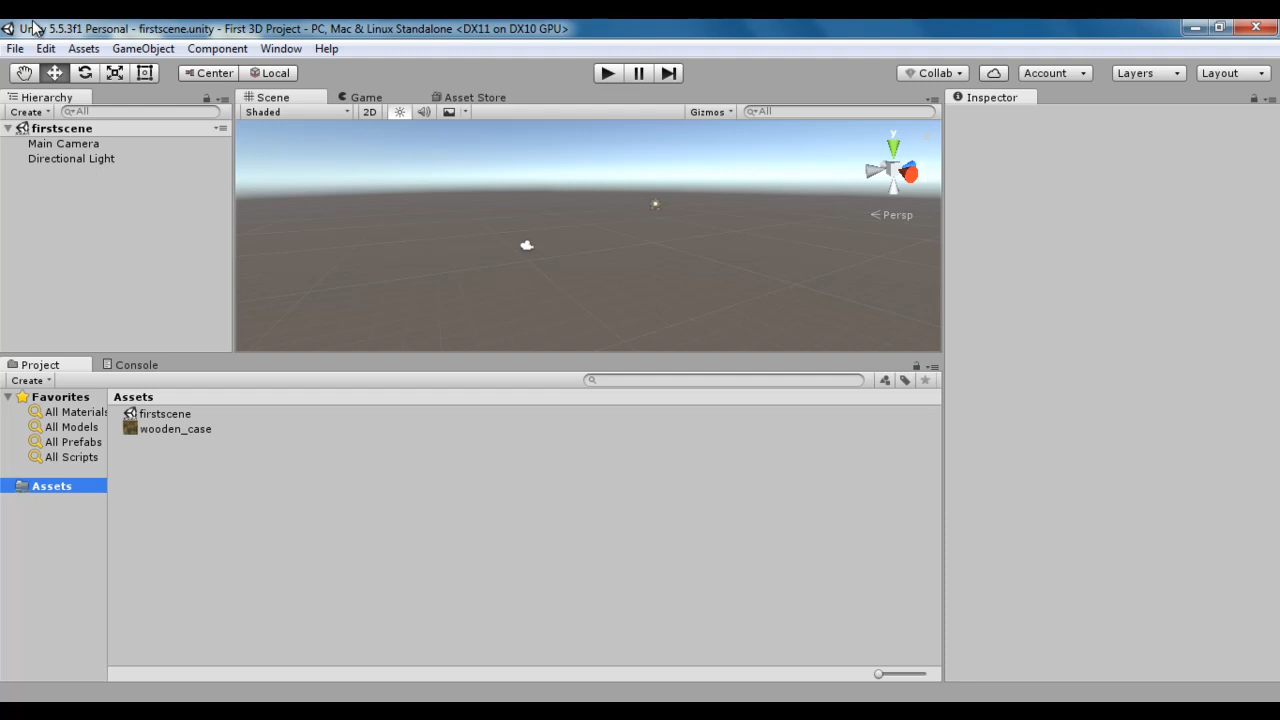 Unity 5.5.3f1 Personal - firstscene.unity - First 3D Project - PC, Mac & Linux Standalone <DX11 on DX10 GPU>
File Edit Assets GameObject Component Window Help
Center Local Collab Account Layers Layout
Hierarchy Scene Game Asset Store Inspector
Create All Shaded 2D Gizmos All
firstscene
Main Camera
Directional Light
y
Persp
Project Console
Create
Favorites Assets
All Materials firstscene
All Models wooden_case
All Prefabs
All Scripts
Assets